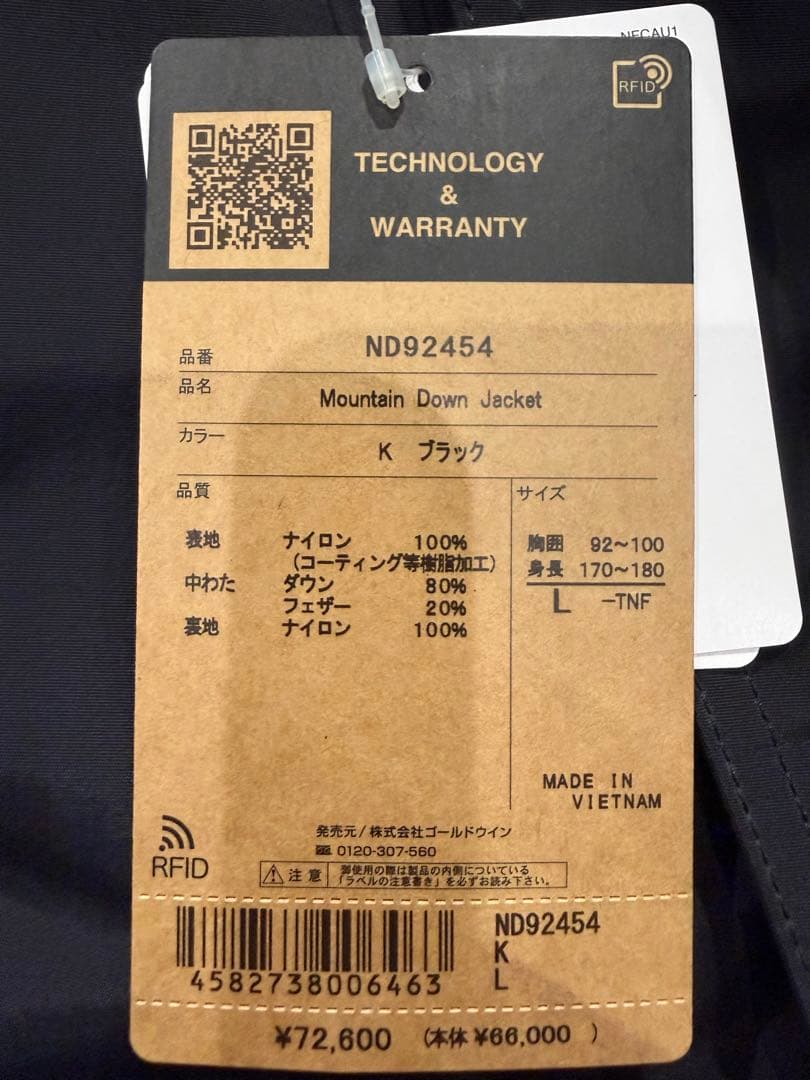 NFCAU1
RFID
TECHNOLOGY
&
WARRANTY
品番 ND92454
品名 Mountain Down Jacket
カラー K ブラック
品質
表地 ナイロン 100%
(コーティング等樹脂加工)
中わた ダウン 80%
フェザー 20%
裏地 ナイロン 100%
サイズ
胸囲 92~100
身長 170~180
L -TNF
MADE IN
VIETNAM
RFID
発売元/株式会社ゴールドウイン
0120-307-560
注意 御使用の際は製品の内側についている
「ラベルの注意書き」を必ずお読み下さい。
4582738006463
ND92454
K
L
¥72,600 (本体 ¥66,000 )